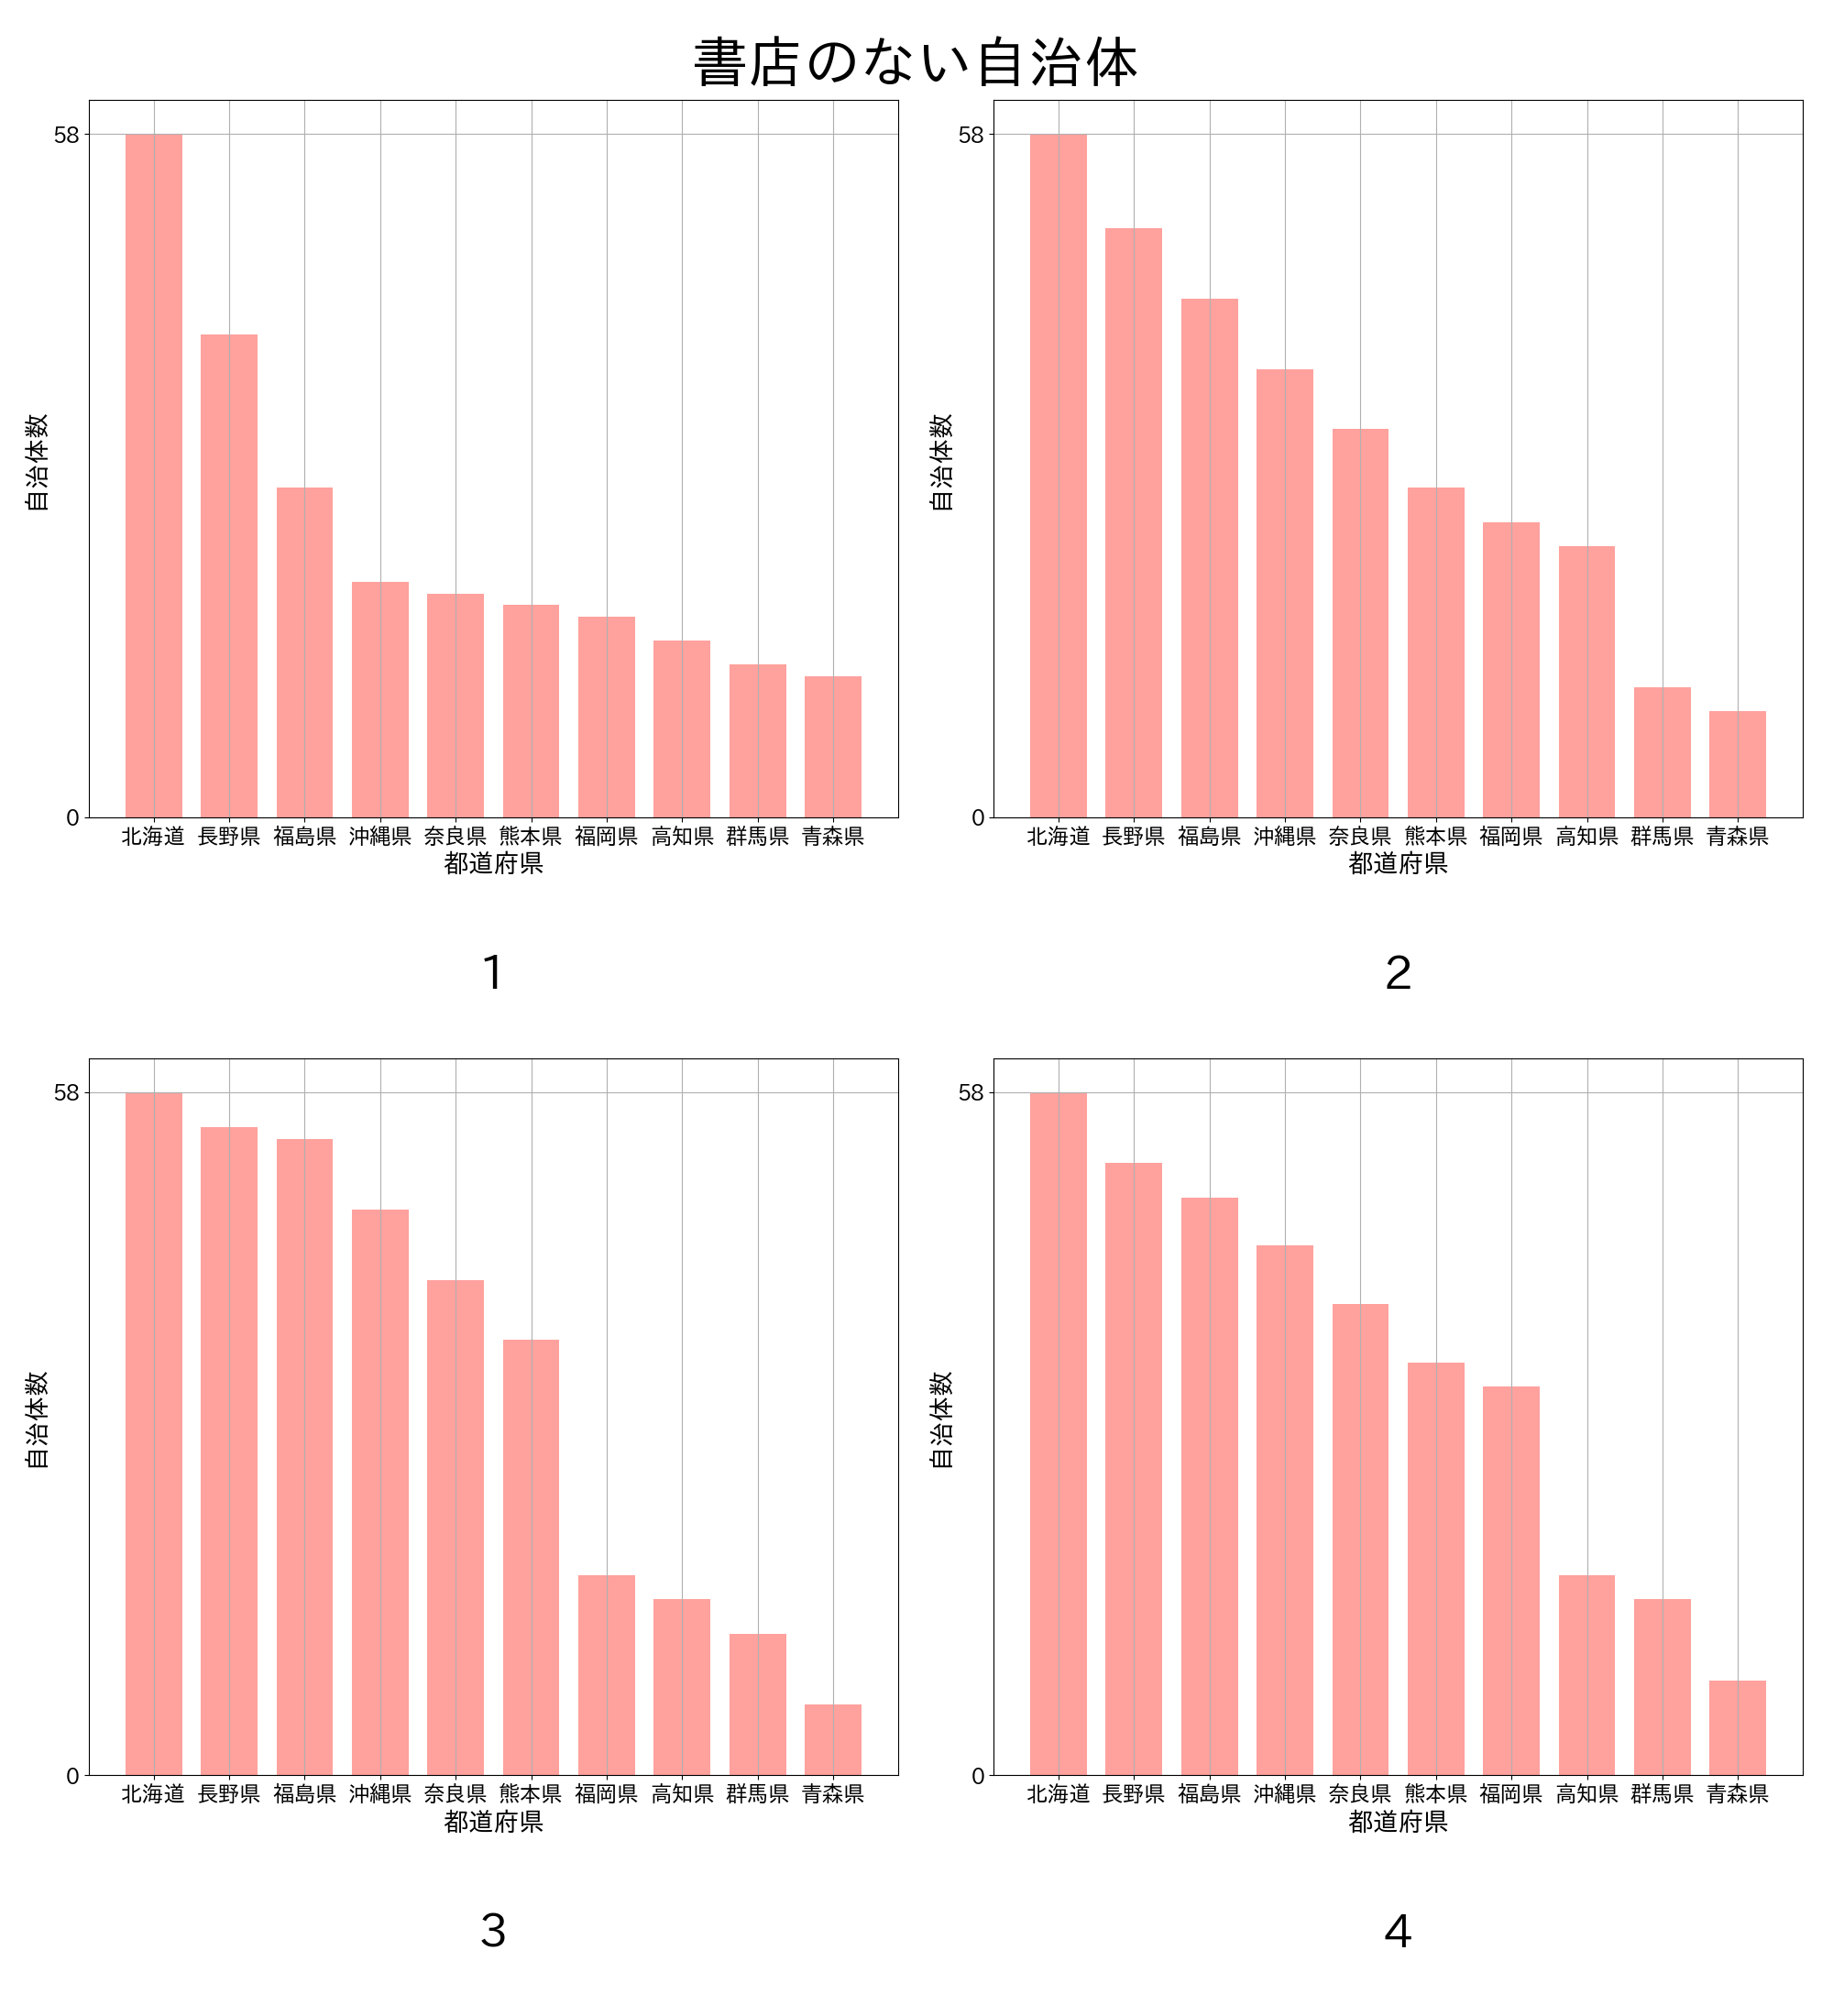 書店のない自治体
58
0
自治体数
北海道 長野県 福島県 沖縄県 奈良県 熊本県 福岡県 高知県 群馬県 青森県
都道府県
1
58
0
自治体数
北海道 長野県 福島県 沖縄県 奈良県 熊本県 福岡県 高知県 群馬県 青森県
都道府県
2
58
0
自治体数
北海道 長野県 福島県 沖縄県 奈良県 熊本県 福岡県 高知県 群馬県 青森県
都道府県
3
58
0
自治体数
北海道 長野県 福島県 沖縄県 奈良県 熊本県 福岡県 高知県 群馬県 青森県
都道府県
4